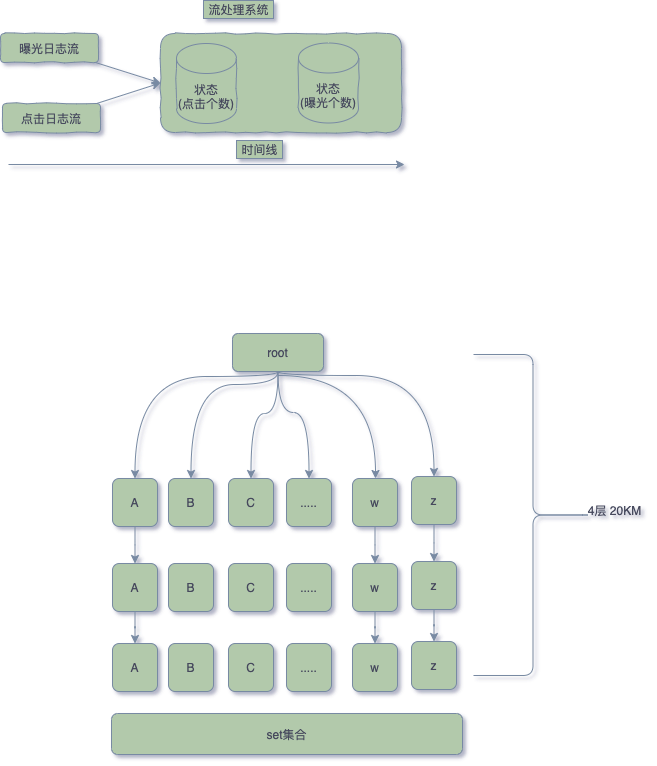 流处理系统
曝光日志流
点击日志流
状态
(点击个数)
状态
(曝光个数)
时间线
root
A B C ..... w z
A B C ..... w z
A B C ..... w z
4层 20KM
set集合